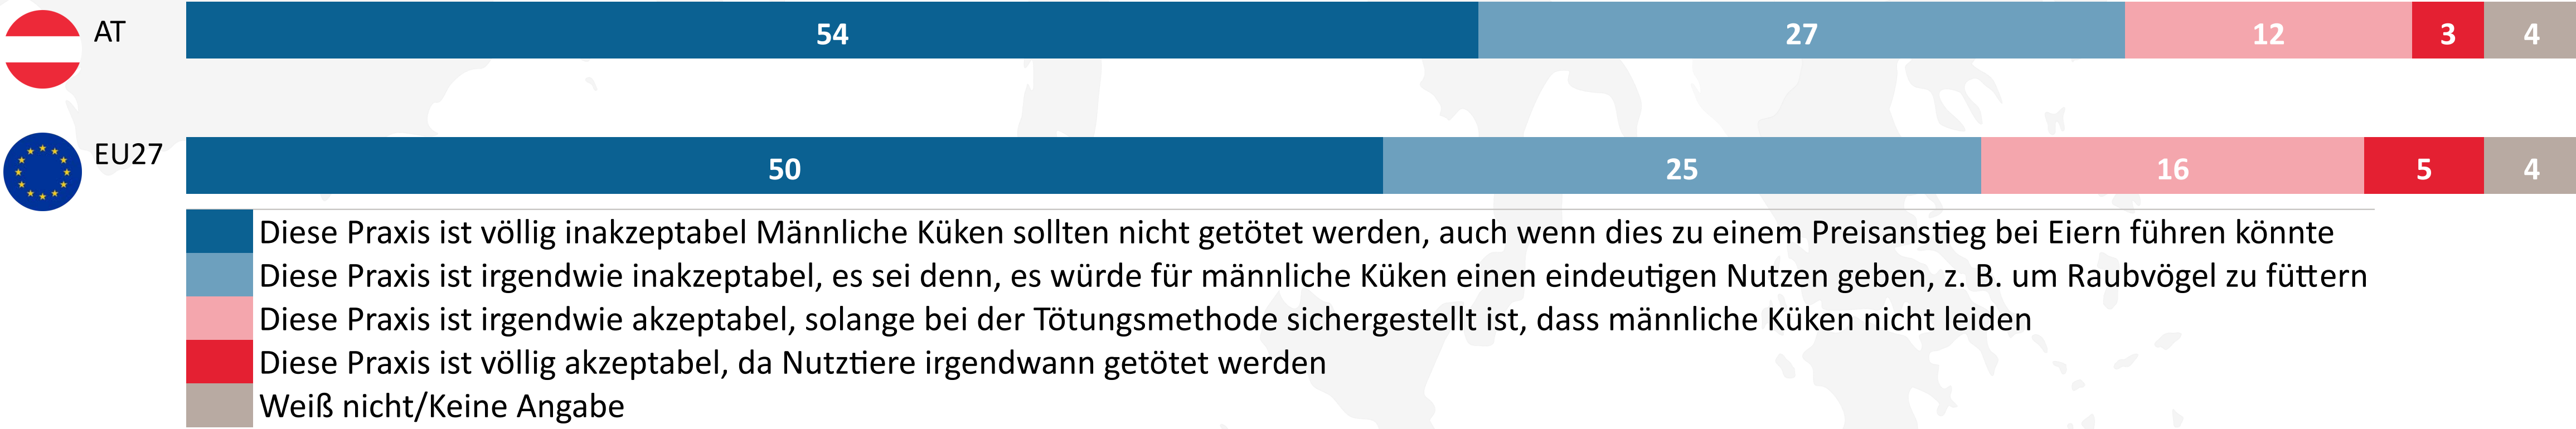 AT
54 27 12 3 4
EU27
50 25 16 5 4
Diese Praxis ist völlig inakzeptabel Männliche Küken sollten nicht getötet werden, auch wenn dies zu einem Preisanstieg bei Eiern führen könnte
Diese Praxis ist irgendwie inakzeptabel, es sei denn, es würde für männliche Küken einen eindeutigen Nutzen geben, z. B. um Raubvögel zu füttern
Diese Praxis ist irgendwie akzeptabel, solange bei der Tötungsmethode sichergestellt ist, dass männliche Küken nicht leiden
Diese Praxis ist völlig akzeptabel, da Nutztiere irgendwann getötet werden
Weiß nicht/Keine Angabe